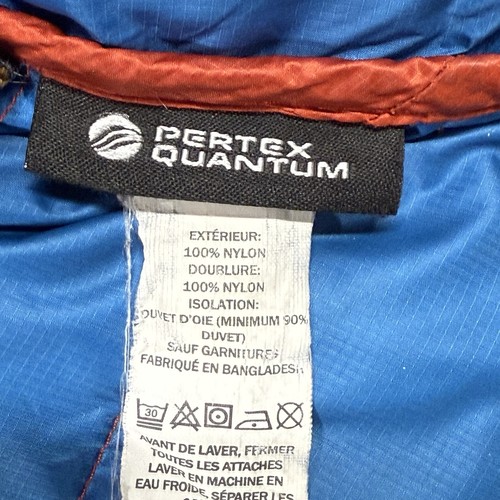 PERTEX
QUANTUM
EXTÉRIEUR:
100% NYLON
DOUBLURE:
100% NYLON
ISOLATION:
DUVET D'OIE (MINIMUM 90%
DUVET)
SAUF GARNITURES
FABRIQUÉ EN BANGLADESH
30
AVANT DE LAVER, FERMER
TOUTES LES ATTACHES
LAVER EN MACHINE EN
EAU FROIDE, SÉPARER LES